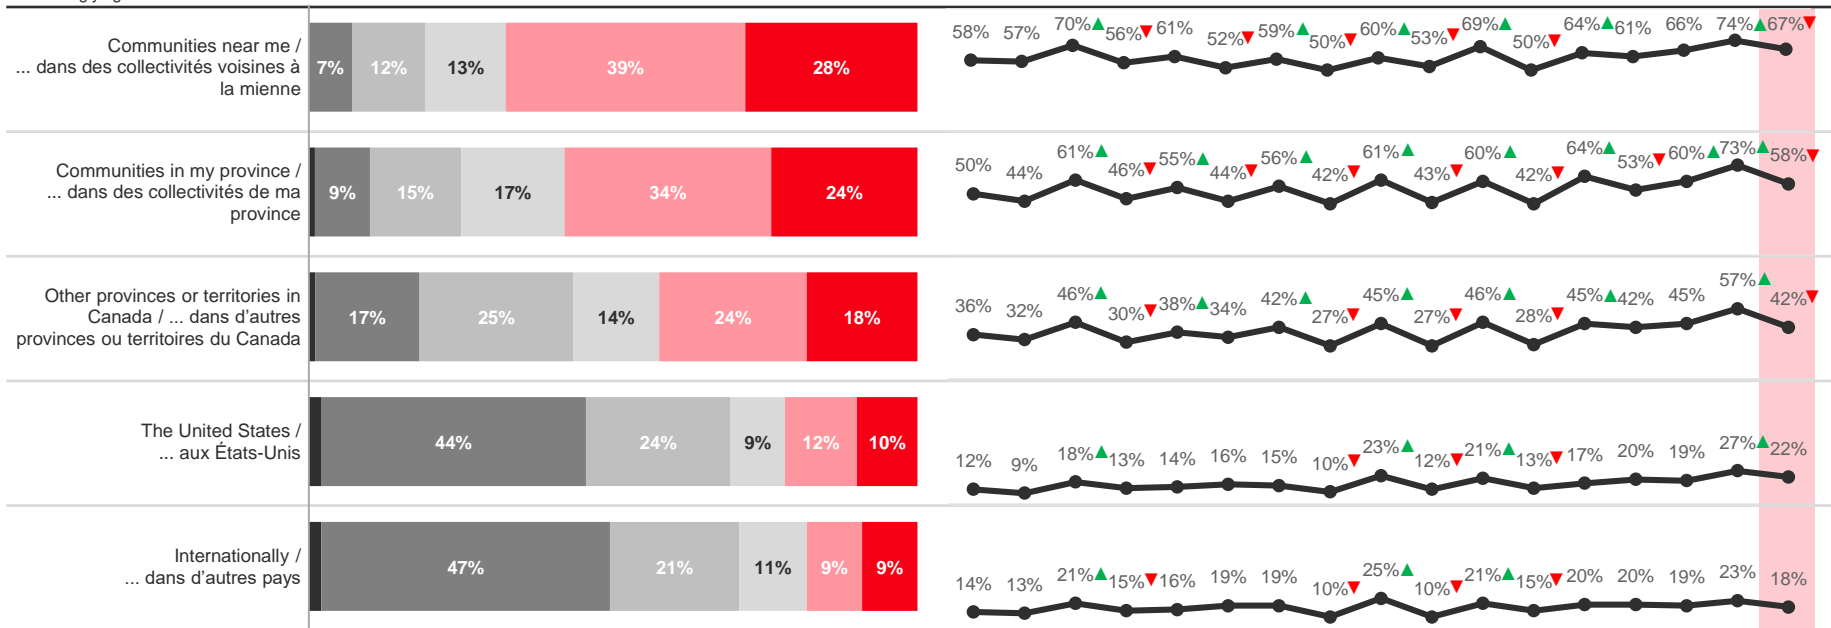 Communities near me /
... dans des collectivités voisines à
la mienne
7% 12% 13% 39% 28%
58% 57% 70%▲ 56%▼ 61% 52%▼ 59%▲ 50%▼ 60%▲ 53%▼ 69%▲ 50%▼ 64%▲ 61% 66% 74%▲ 67%▼
Communities in my province /
... dans des collectivités de ma
province
9% 15% 17% 34% 24%
50% 44% 61%▲ 46%▼ 55%▲ 44%▼ 56%▲ 42%▼ 61%▲ 43%▼ 60%▲ 42%▼ 64%▲ 53%▼ 60%▲ 73%▲ 58%▼
Other provinces or territories in
Canada / ... dans d'autres
provinces ou territoires du Canada
17% 25% 14% 24% 18%
36% 32% 46%▲ 30%▼ 38%▲ 34% 42%▲ 27%▼ 45%▲ 27%▼ 46%▲ 28%▼ 45%▲ 42% 45% 57%▲ 42%▼
The United States /
... aux États-Unis
44% 24% 9% 12% 10%
12% 9% 18%▲ 13% 14% 16% 15% 10%▼ 23%▲ 12%▼ 21%▲ 13%▼ 17% 20% 19% 27%▲ 22%
Internationally /
... dans d'autres pays
47% 21% 11% 9% 9%
14% 13% 21%▲ 15%▼ 16% 19% 19% 10%▼ 25%▲ 10%▼ 21%▲ 15%▼ 20% 20% 19% 23% 18%